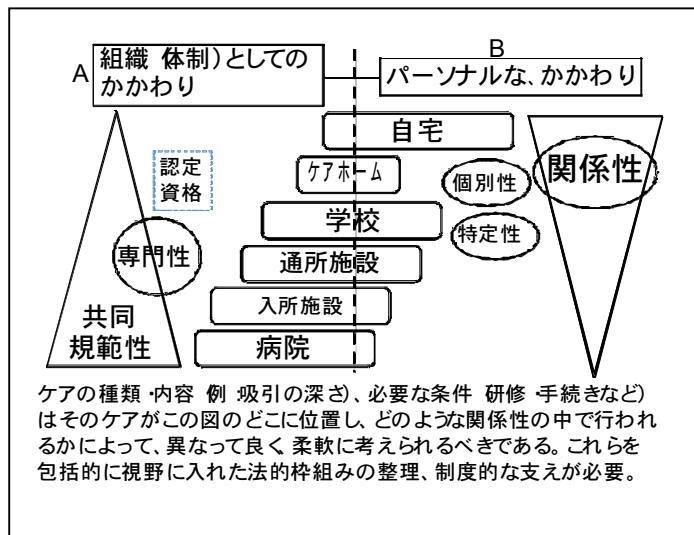 A
組織 体制)としての
かかわり
B
パーソナルな、かかわり
自宅
ケアホーム
学校
通所施設
入所施設
病院
認定
資格
専門性
共同
規範性
個別性
特定性
関係性
ケアの種類・内容 例 吸引の深さ)、必要な条件 研修・手続きなど)
はそのケアがこの図のどこに位置し、どのような関係性の中で行われ
るかによって、異なって良く、柔軟に考えられるべきである。これらを
包括的に視野に入れた法的枠組みの整理、制度的な支えが必要。